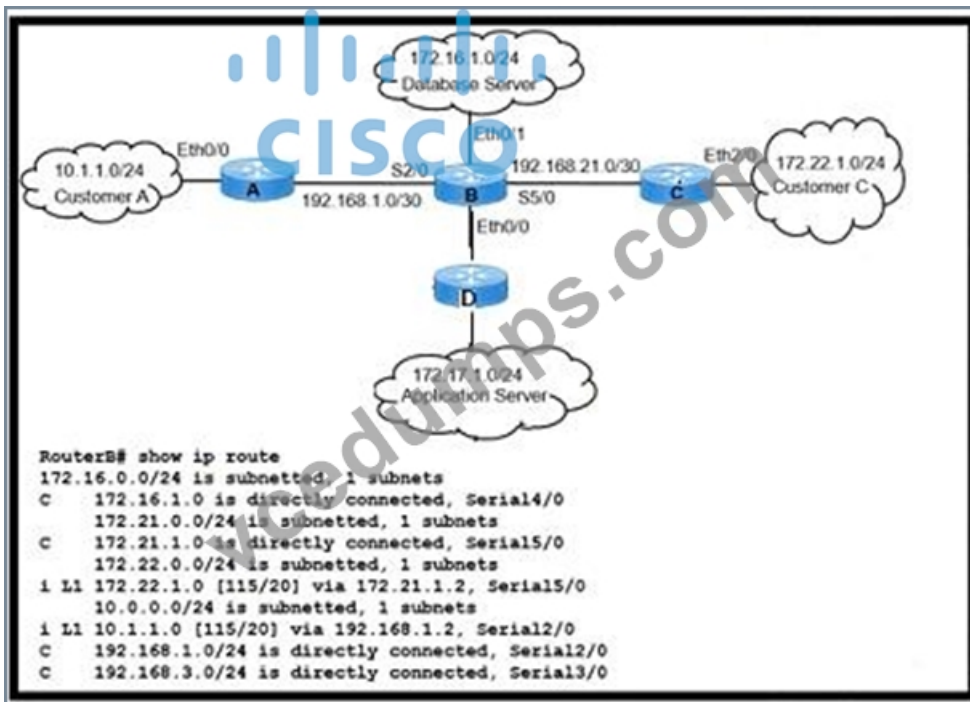 172.16.1.0/24
Database Server
CISCO
Eth0/1
10.1.1.0/24
Customer A
Eth0/0
A
192.168.1.0/30
S2/0
B
192.168.21.0/30
S5/0
C
Eth2/0
172.22.1.0/24
Customer C
Eth0/0
D
172.17.1.0/24
Application Server
vcedumps.com
RouterB# show ip route
172.16.0.0/24 is subnetted, 1 subnets
C 172.16.1.0 is directly connected, Serial4/0
172.21.0.0/24 is subnetted, 1 subnets
C 172.21.1.0 is directly connected, Serial5/0
172.22.0.0/24 is subnetted, 1 subnets
i L1 172.22.1.0 [115/20] via 172.21.1.2, Serial5/0
10.0.0.0/24 is subnetted, 1 subnets
i L1 10.1.1.0 [115/20] via 192.168.1.2, Serial2/0
C 192.168.1.0/24 is directly connected, Serial2/0
C 192.168.3.0/24 is directly connected, Serial3/0